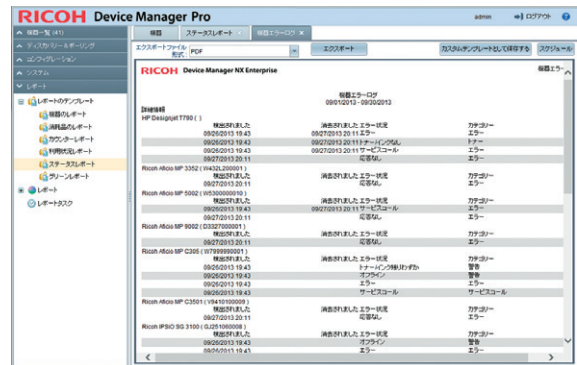 RICOH Device Manager Pro
admin ログアウト
機器一覧 (41)
ディスカバリー&ポーリング
コンフィグレーション
システム
レポート
レポートのテンプレート
機器のレポート
消耗品のレポート
カウンターレポート
利用状況レポート
ステータスレポート
グリーンレポート
レポート
レポートタスク
機器 ステータスレポート × 機器エラーログ ×
エクスポートファイル形式: PDF エクスポート カスタムテンプレートとして保存する スケジュール
RICOH Device Manager NX Enterprise 機器エラー
機器エラーログ
09/01/2013 - 09/30/2013
詳細情報
HP Designjet T790 ( )
検出されました 消去されました エラー状況 カテゴリー
09/26/2013 19:43 09/27/2013 20:11 エラー エラー
09/26/2013 19:43 09/27/2013 20:11 トナー/インクなし トナー
09/26/2013 19:43 09/27/2013 20:11 サービスコール エラー
09/27/2013 20:11 応答なし エラー
Ricoh Aficio MP 3352 ( W432L200001 )
検出されました 消去されました エラー状況 カテゴリー
09/27/2013 20:11 応答なし エラー
Ricoh Aficio MP 5002 ( W5300000010 )
検出されました 消去されました エラー状況 カテゴリー
09/26/2013 19:43 09/27/2013 20:11 サービスコール エラー
09/27/2013 20:11 応答なし エラー
Ricoh Aficio MP 9002 ( D3327000001 )
検出されました 消去されました エラー状況 カテゴリー
09/27/2013 20:11 応答なし エラー
Ricoh Aficio MP C305 ( W7999990001 )
検出されました 消去されました エラー状況 カテゴリー
09/26/2013 19:43 トナー/インク残りわずか 警告
09/26/2013 19:43 オフライン 警告
09/26/2013 19:43 エラー エラー
09/26/2013 19:43 サービスコール サービスコール
Ricoh Aficio MP C3501 ( V9410100009 )
検出されました 消去されました エラー状況 カテゴリー
09/27/2013 20:11 応答なし エラー
Ricoh IPSiO SG 3100 ( GJ251060008 )
検出されました 消去されました エラー状況 カテゴリー
09/26/2013 19:43 オフライン 警告
09/26/2013 19:43 エラー エラー